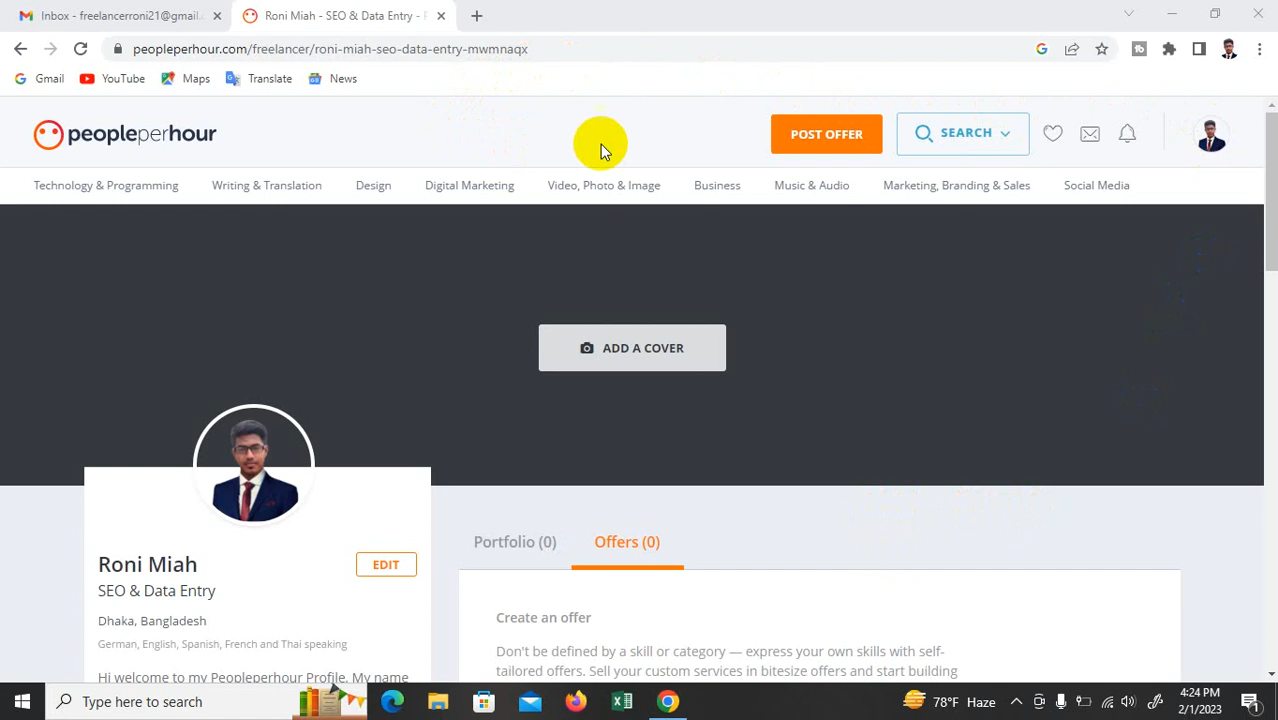 Inbox - freelancerroni21@gmail.c
Roni Miah - SEO & Data Entry -
peopleperhour.com/freelancer/roni-miah-seo-data-entry-mwmnaqx
Gmail YouTube Maps Translate News
peopleperhour
POST OFFER SEARCH
Technology & Programming Writing & Translation Design Digital Marketing Video, Photo & Image Business Music & Audio Marketing, Branding & Sales Social Media
ADD A COVER
Portfolio (0) Offers (0)
Roni Miah EDIT
SEO & Data Entry
Dhaka, Bangladesh
German, English, Spanish, French and Thai speaking
Hi welcome to my Peopleperhour Profile. My name
Create an offer
Don't be defined by a skill or category — express your own skills with self-
tailored offers. Sell your custom services in bitesize offers and start building
Type here to search
78°F Haze
4:24 PM
2/1/2023
1